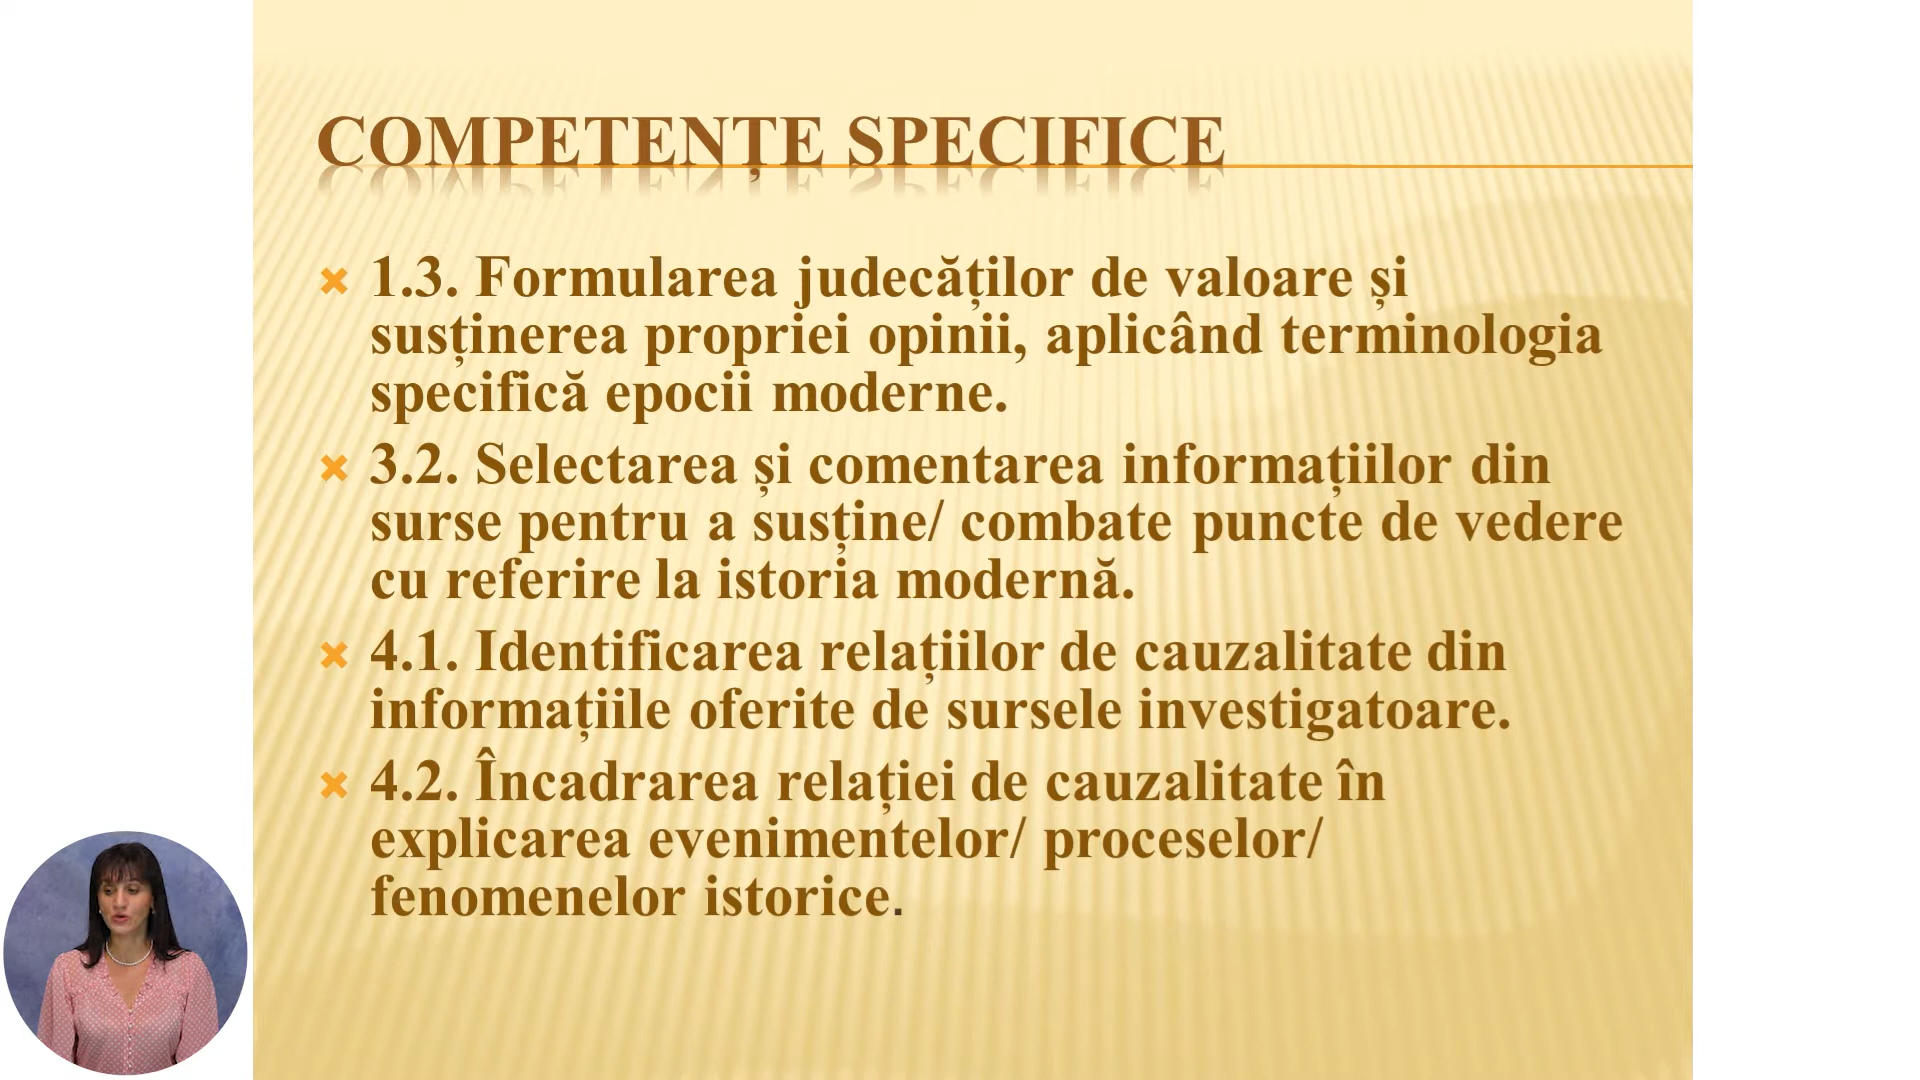 COMPETENȚE SPECIFICE
1.3. Formularea judecăților de valoare și
susținerea propriei opinii, aplicând terminologia
specifică epocii moderne.
3.2. Selectarea și comentarea informațiilor din
surse pentru a susține/ combate puncte de vedere
cu referire la istoria modernă.
4.1. Identificarea relațiilor de cauzalitate din
informațiile oferite de sursele investigatoare.
4.2. Încadrarea relației de cauzalitate în
explicarea evenimentelor/ proceselor/
fenomenelor istorice.